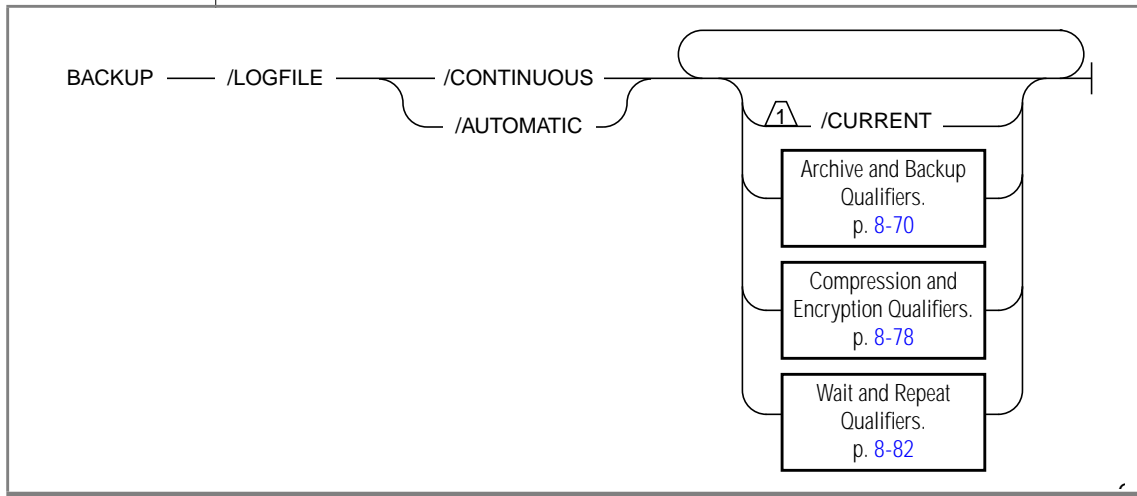 BACKUP /LOGFILE /CONTINUOUS
/AUTOMATIC
1 /CURRENT
Archive and Backup
Qualifiers.
p. 8-70
Compression and
Encryption Qualifiers.
p. 8-78
Wait and Repeat
Qualifiers.
p. 8-82